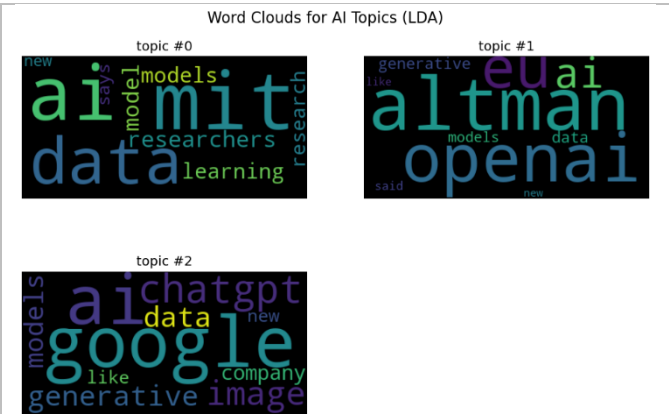 Word Clouds for AI Topics (LDA)
topic #0
new
ai
says
model
models
mit
research
researchers
data
learning
topic #1
generative
eu
ai
like
altman
models
data
openai
said
new
topic #2
models
ai
chatgpt
data
new
google
like
company
generative
image